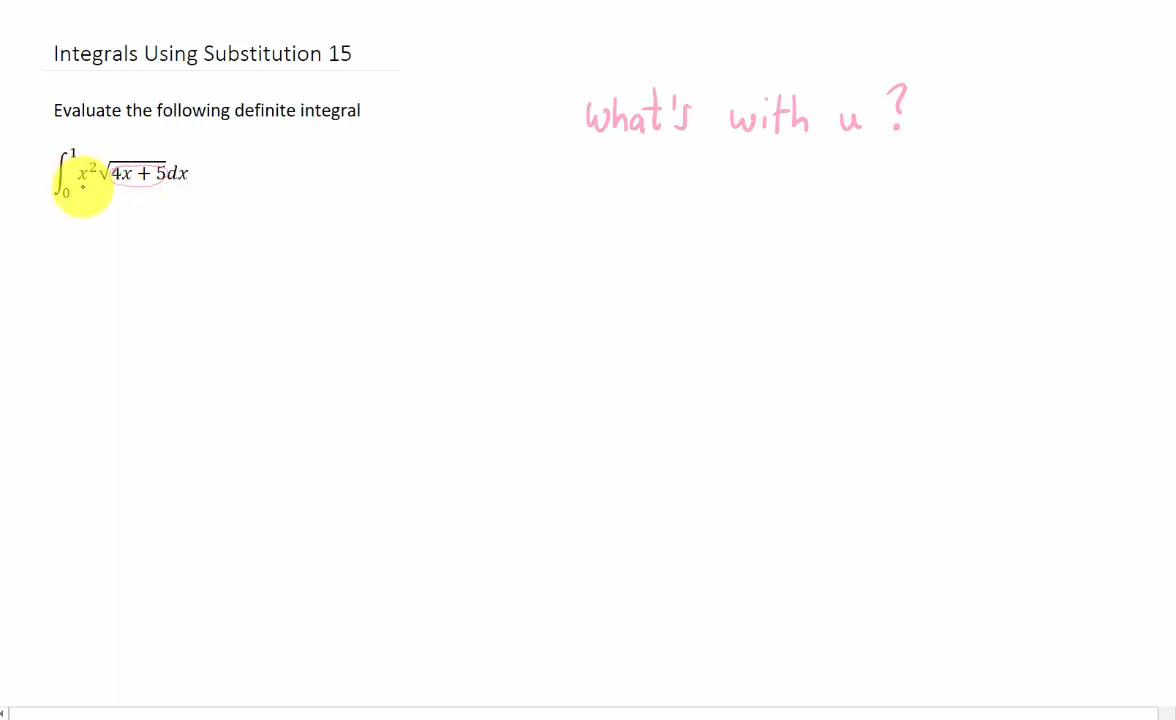 Integrals Using Substitution 15
what's with u ?
Evaluate the following definite integral
∫₀¹ x²√(4x + 5)dx